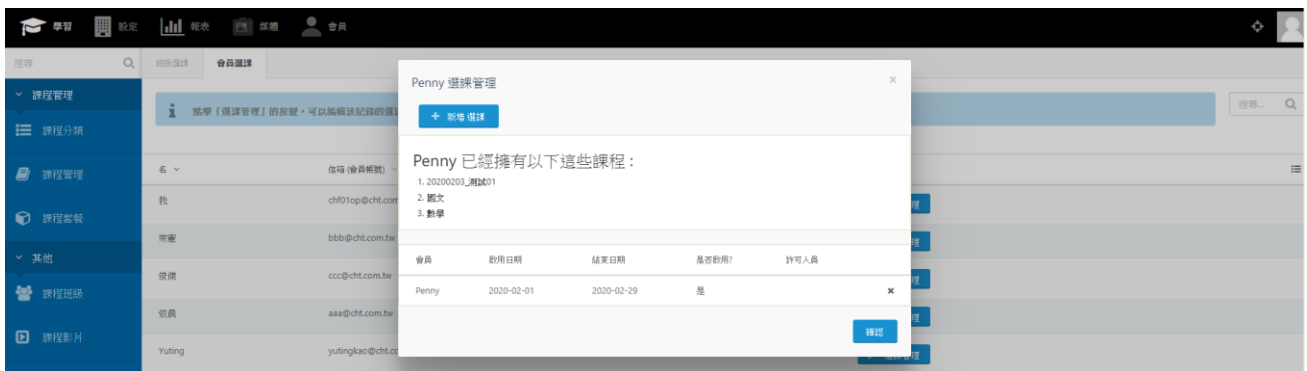 學習 設定 報表 媒體 會員
搜尋 班級選課 會員選課
Penny 選課管理 ×
課程管理
點擊「選課管理」的按鈕,可以編輯該紀錄的選
+ 新增選課
搜尋...
課程分類
Penny 已經擁有以下這些課程:
課程管理
名 信箱 (會員帳號)
1. 20200203_測試01
2. 國文
3. 數學
我 chf01op@cht.com
課程套餐
宗憲 bbb@cht.com.tw
其他
會員 啟用日期 結束日期 是否啟用? 許可人員
俊傑 ccc@cht.com.tw
課程班級
Penny 2020-02-01 2020-02-29 是
依晨 aaa@cht.com.tw
課程影片
確認
Yuting yutingkao@cht.cc
選課管理